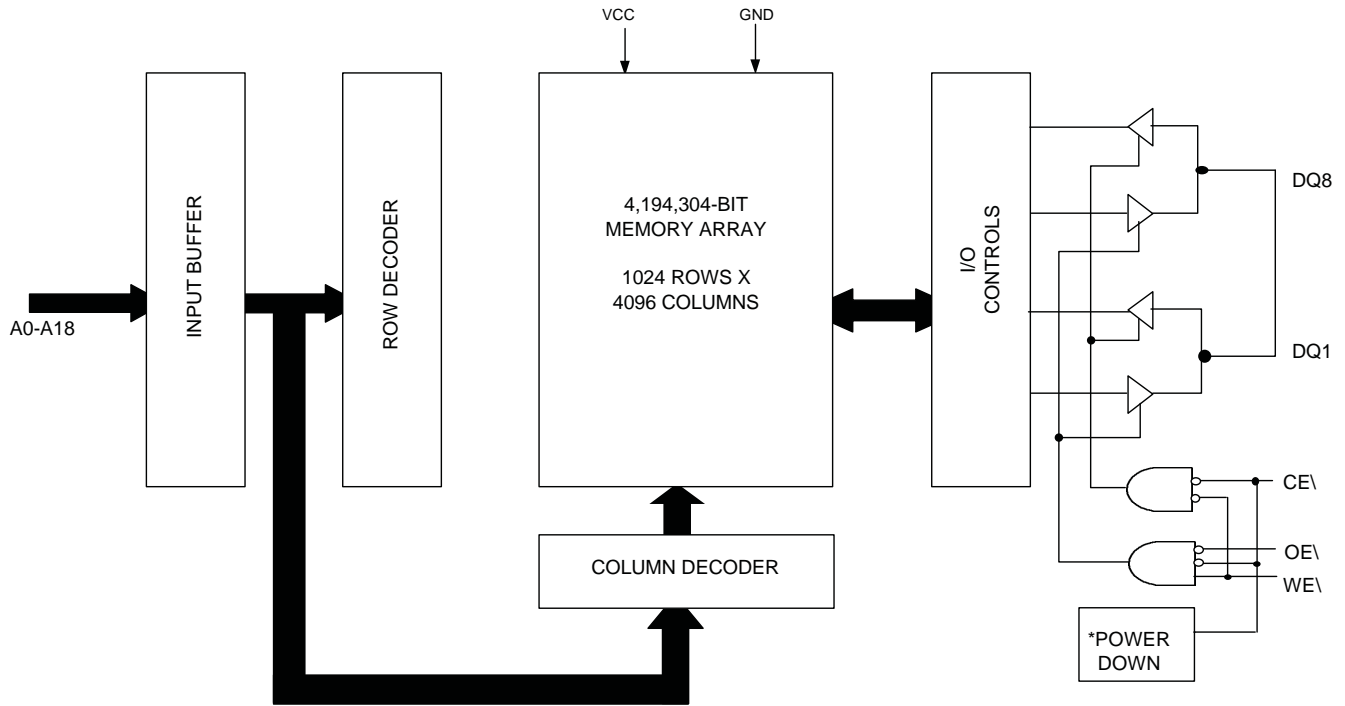 VCC
GND
INPUT BUFFER
ROW DECODER
4,194,304-BIT
MEMORY ARRAY
1024 ROWS X
4096 COLUMNS
I/O
CONTROLS
DQ8
A0-A18
DQ1
CE\
OE\
WE\
COLUMN DECODER
*POWER
DOWN